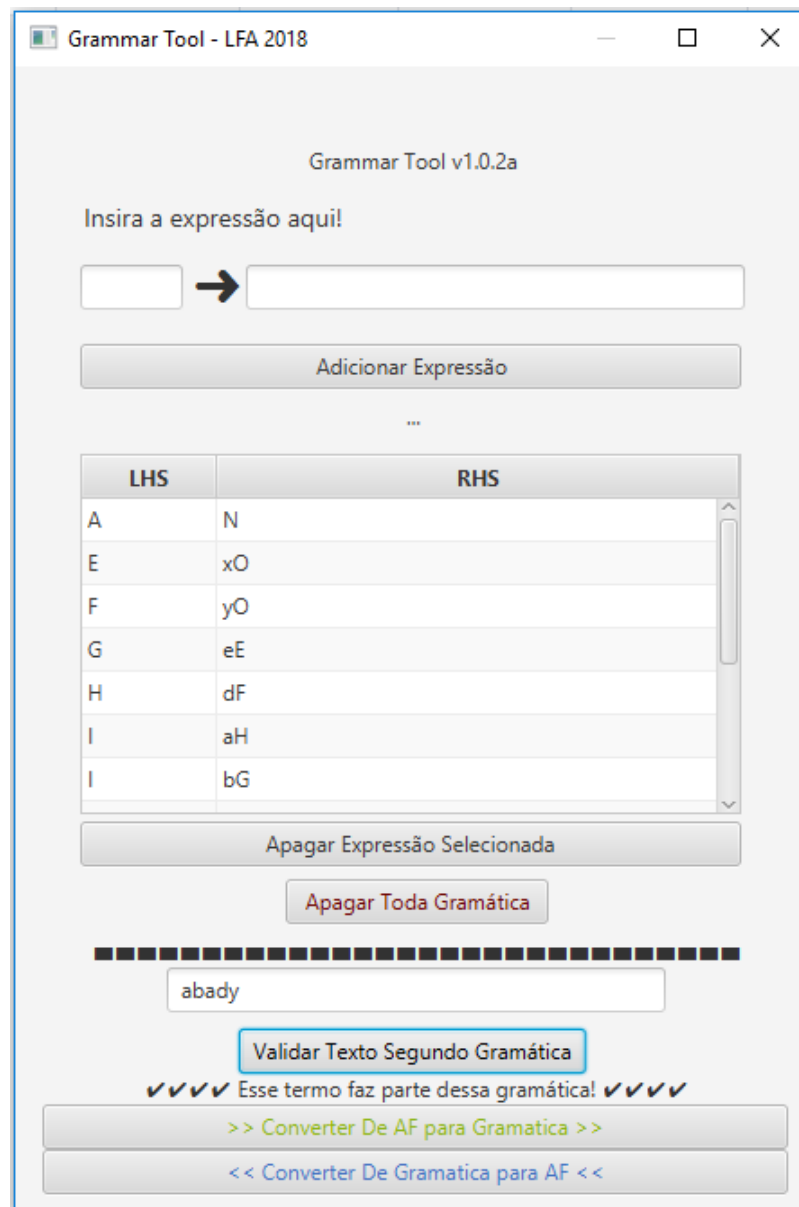 Grammar Tool - LFA 2018
Grammar Tool v1.0.2a
Insira a expressão aqui!
➔
Adicionar Expressão
...
LHS RHS
A N
E xO
F yO
G eE
H dF
I aH
I bG
Apagar Expressão Selecionada
Apagar Toda Gramática
abady
Validar Texto Segundo Gramática
✔✔✔✔ Esse termo faz parte dessa gramática! ✔✔✔✔
>> Converter De AF para Gramatica >>
<< Converter De Gramatica para AF <<